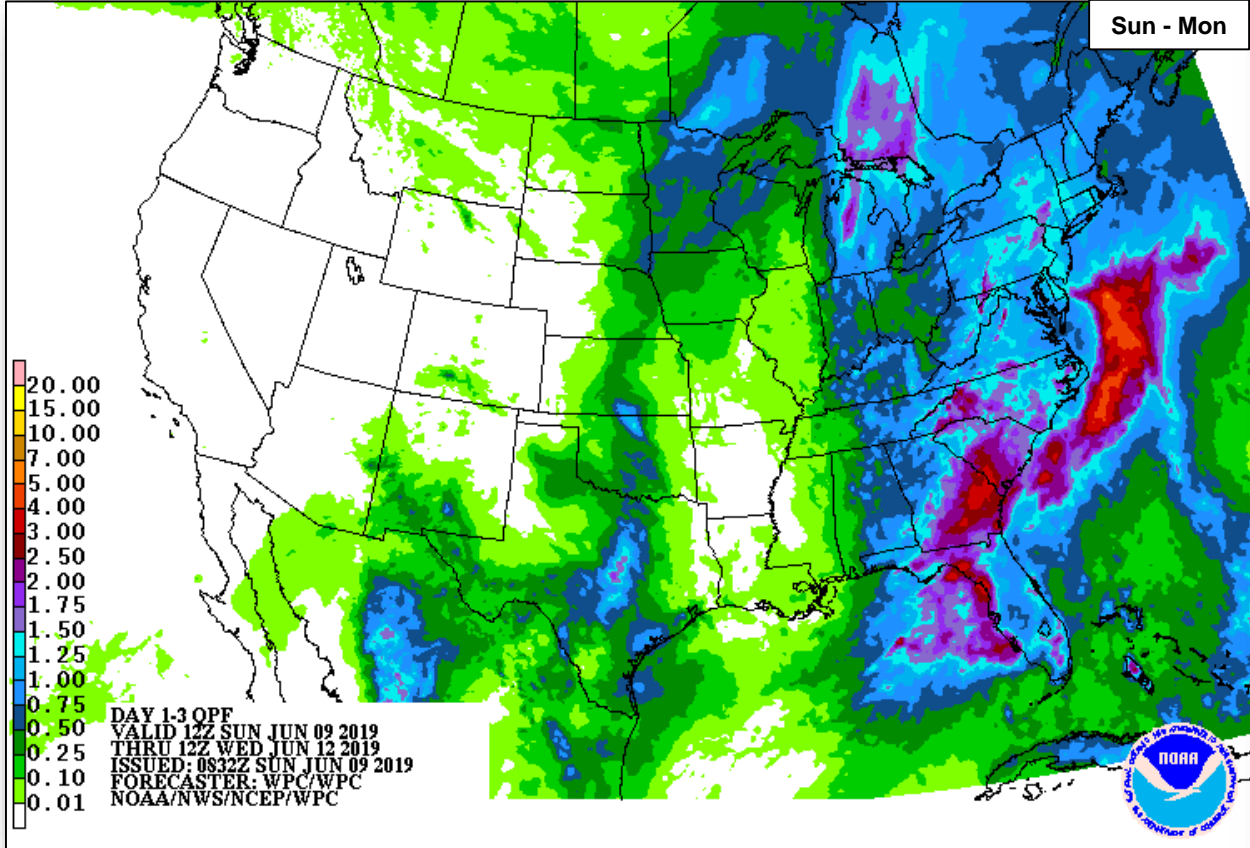 Sun - Mon
20.00
15.00
10.00
7.00
5.00
4.00
3.00
2.50
2.00
1.75
1.50
1.25
1.00
0.75
0.50
0.25
0.10
0.01
DAY 1-3 QPF
VALID 12Z SUN JUN 09 2019
THRU 12Z WED JUN 12 2019
ISSUED: 0832Z SUN JUN 09 2019
FORECASTER: WPC/WPC
NOAA/NWS/NCEP/WPC
NOAA